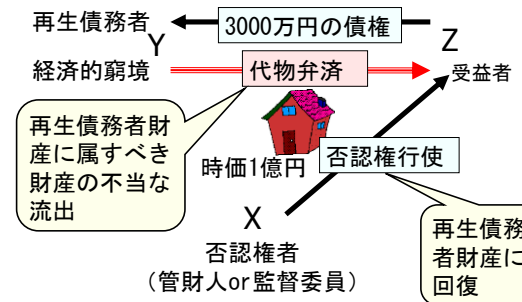 再生債務者
3000万円の債権
Y
Z
経済的窮境
代物弁済
受益者
再生債務者財
産に属すべき
財産の不当な
流出
時価1億円
否認権行使
X
否認権者
（管財人or監督委員）
再生債務
者財産に
回復